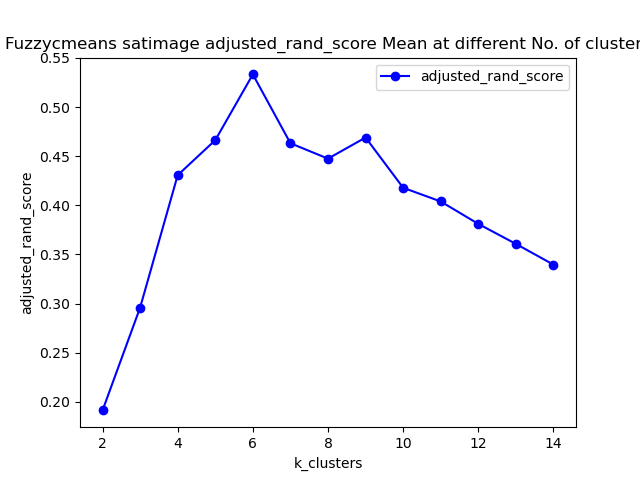 Fuzzycmeans satimage adjusted_rand_score Mean at different No. of cluster
adjusted_rand_score
0.55
0.50
0.45
0.40
0.35
0.30
0.25
0.20
adjusted_rand_score
2 4 6 8 10 12 14
k_clusters